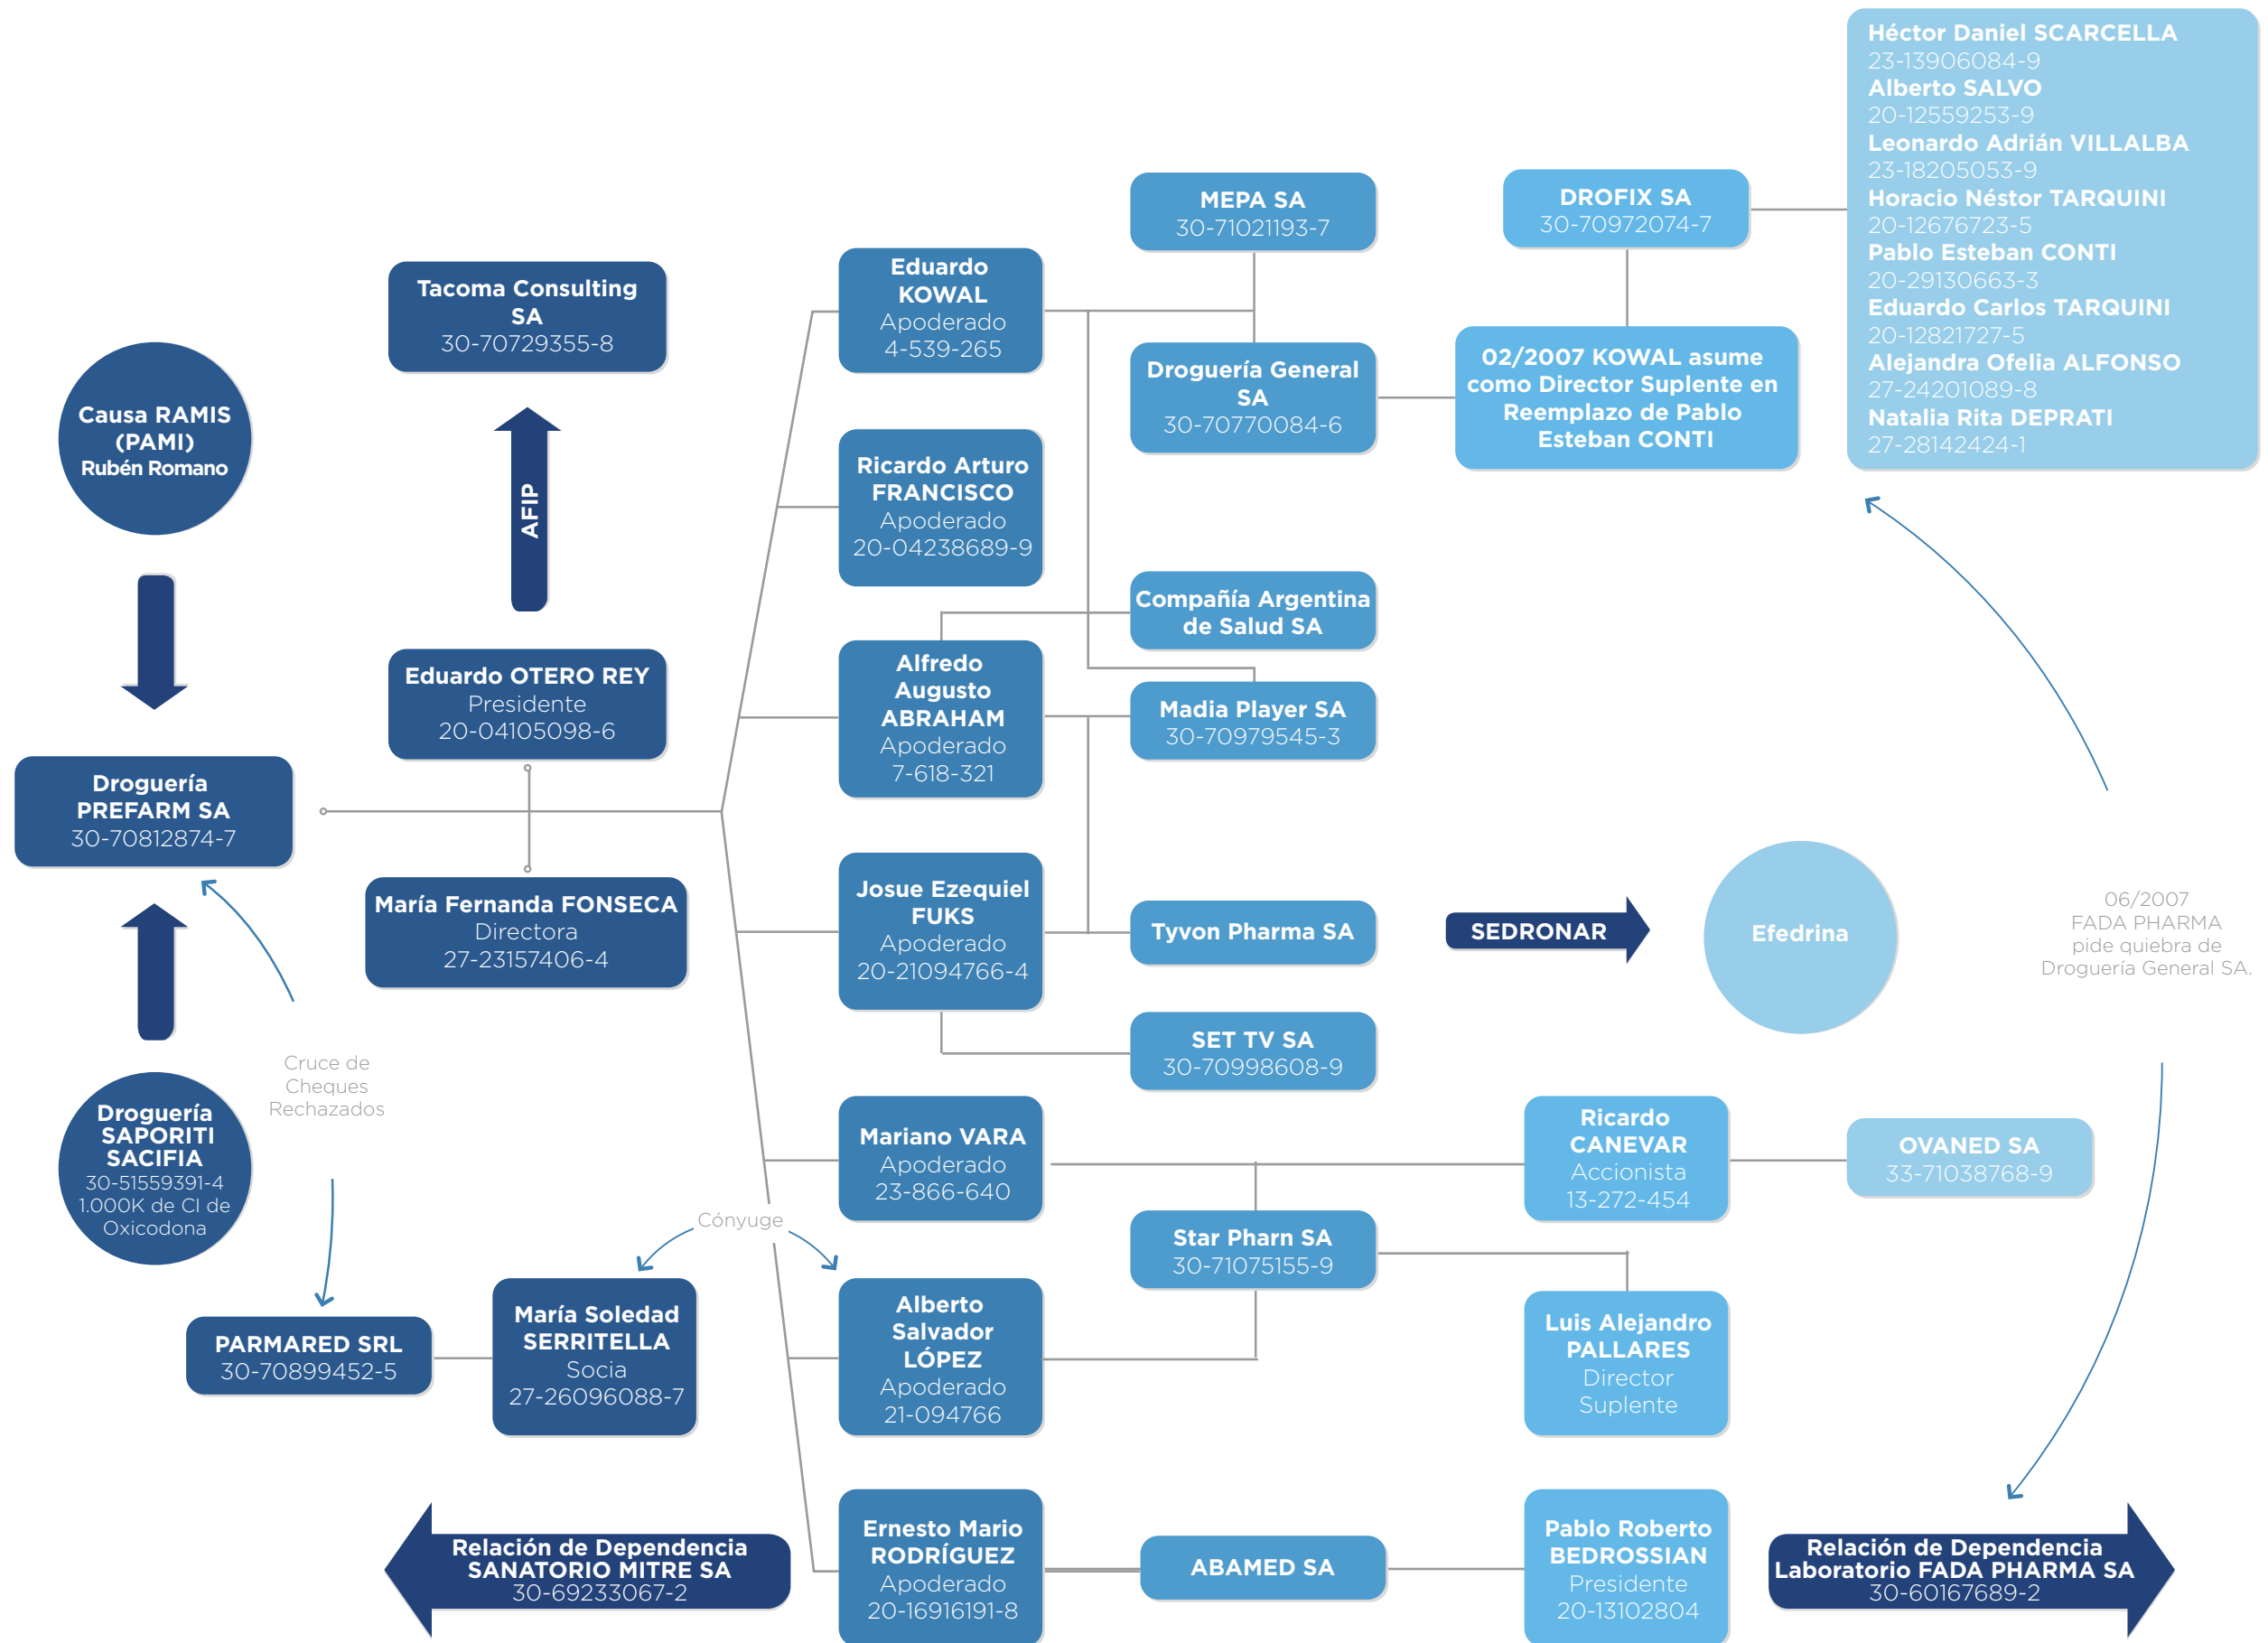 Héctor Daniel SCARCELLA
23-13906084-9
Alberto SALVO
20-12559253-9
Leonardo Adrián VILLALBA
23-18205053-9
Horacio Néstor TARQUINI
20-12676723-5
Pablo Esteban CONTI
20-29130663-3
Eduardo Carlos TARQUINI
20-12821727-5
Alejandra Ofelia ALFONSO
27-24201089-8
Natalia Rita DEPRATI
27-28142424-1
MEPA SA
30-71021193-7
DROFIX SA
30-70972074-7
Tacoma Consulting
SA
30-70729355-8
Eduardo
KOWAL
Apoderado
4-539-265
Droguería General
SA
30-70770084-6
02/2007 KOWAL asume
como Director Suplente en
Reemplazo de Pablo
Esteban CONTI
Causa RAMIS
(PAMI)
Rubén Romano
AFIP
Ricardo Arturo
FRANCISCO
Apoderado
20-04238689-9
Compañía Argentina
de Salud SA
Eduardo OTERO REY
Presidente
20-04105098-6
Alfredo
Augusto
ABRAHAM
Apoderado
7-618-321
Madia Player SA
30-70979545-3
Droguería
PREFARM SA
30-70812874-7
María Fernanda FONSECA
Directora
27-23157406-4
Josue Ezequiel
FUKS
Apoderado
20-21094766-4
Tyvon Pharma SA
SEDRONAR
Efedrina
06/2007
FADA PHARMA
pide quiebra de
Droguería General SA.
SET TV SA
30-70998608-9
Cruce de
Cheques
Rechazados
Droguería
SAPORITI
SACIFIA
30-51559391-4
1.000K de CI de
Oxicodona
Mariano VARA
Apoderado
23-866-640
Ricardo
CANEVAR
Accionista
13-272-454
OVANED SA
33-71038768-9
Cónyuge
Star Pharn SA
30-71075155-9
PARMARED SRL
30-70899452-5
María Soledad
SERRITELLA
Socia
27-26096088-7
Alberto
Salvador
LÓPEZ
Apoderado
21-094766
Luis Alejandro
PALLARES
Director
Suplente
Relación de Dependencia
SANATORIO MITRE SA
30-69233067-2
Ernesto Mario
RODRÍGUEZ
Apoderado
20-16916191-8
ABAMED SA
Pablo Roberto
BEDROSSIAN
Presidente
20-13102804
Relación de Dependencia
Laboratorio FADA PHARMA SA
30-60167689-2